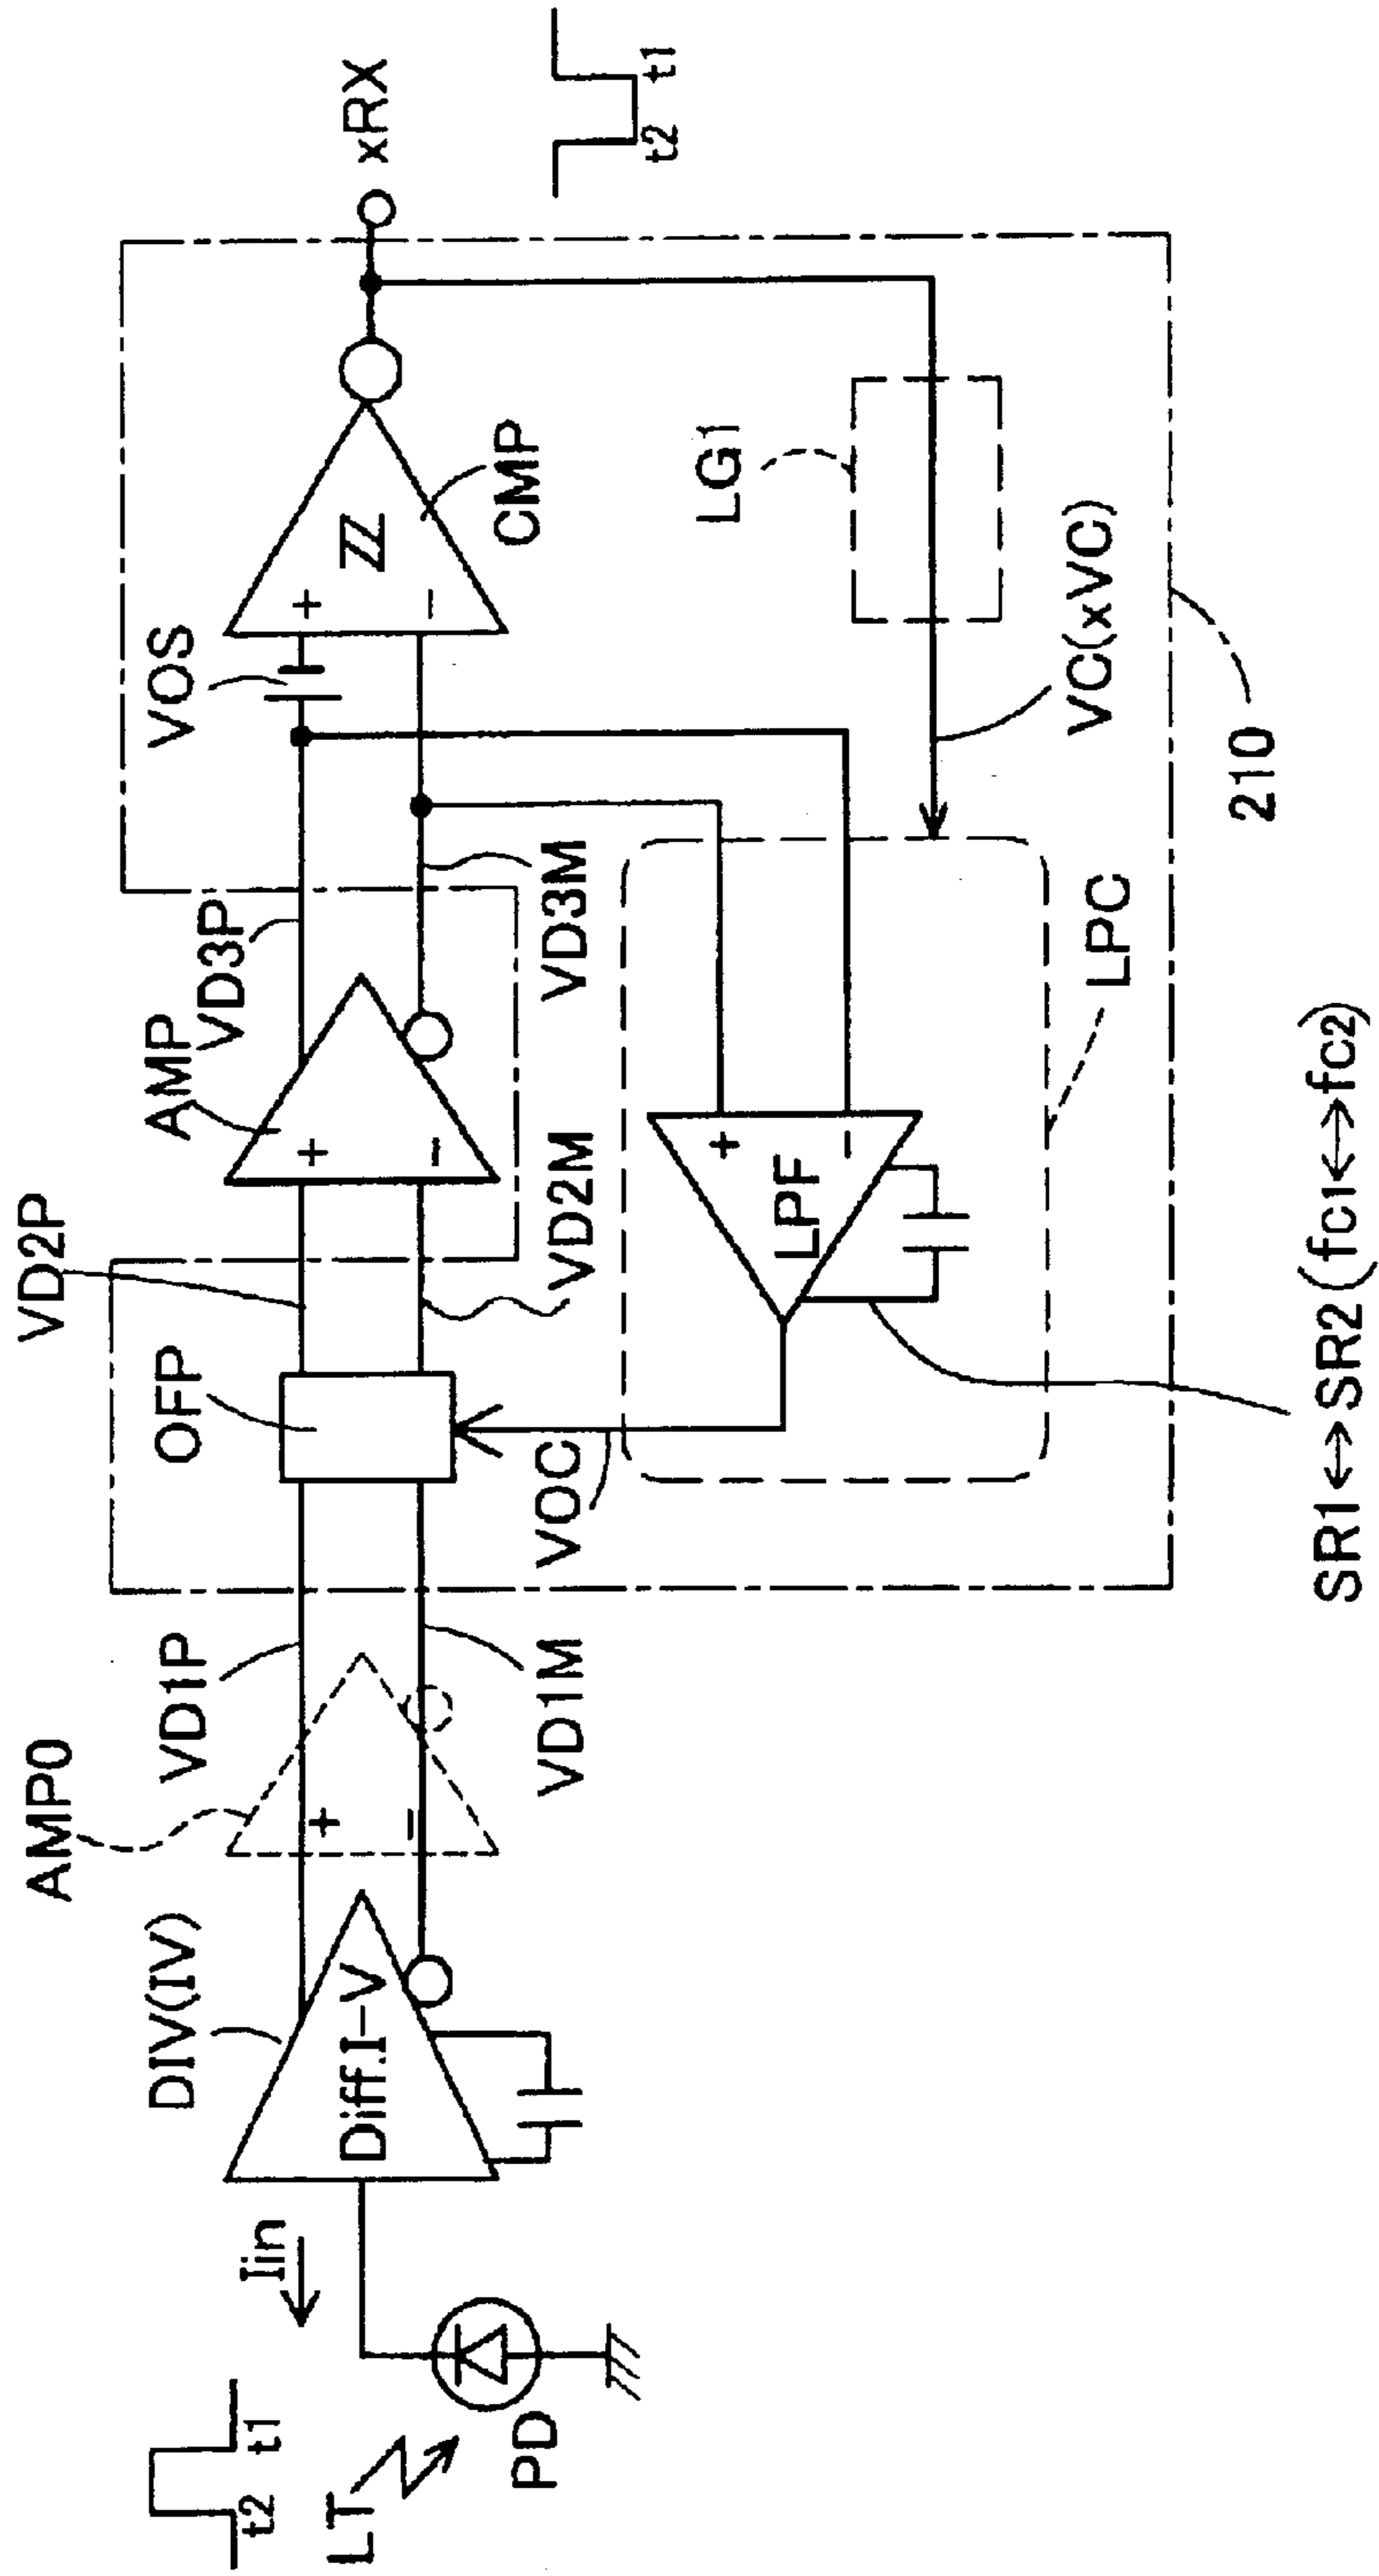 t2 t1
LT
PD
Iin
DIV(IV)
Diff.I-V
AMP0
+
−
VD1P
VD1M
OFP
VOC
VD2P
VD2M
AMP
+
−
VD3P
VD3M
VOS
+
−
CMP
xRX
t2 t1
LG1
VC(xVC)
LPF
+
−
LPC
210
SR1↔SR2(fC1↔fC2)